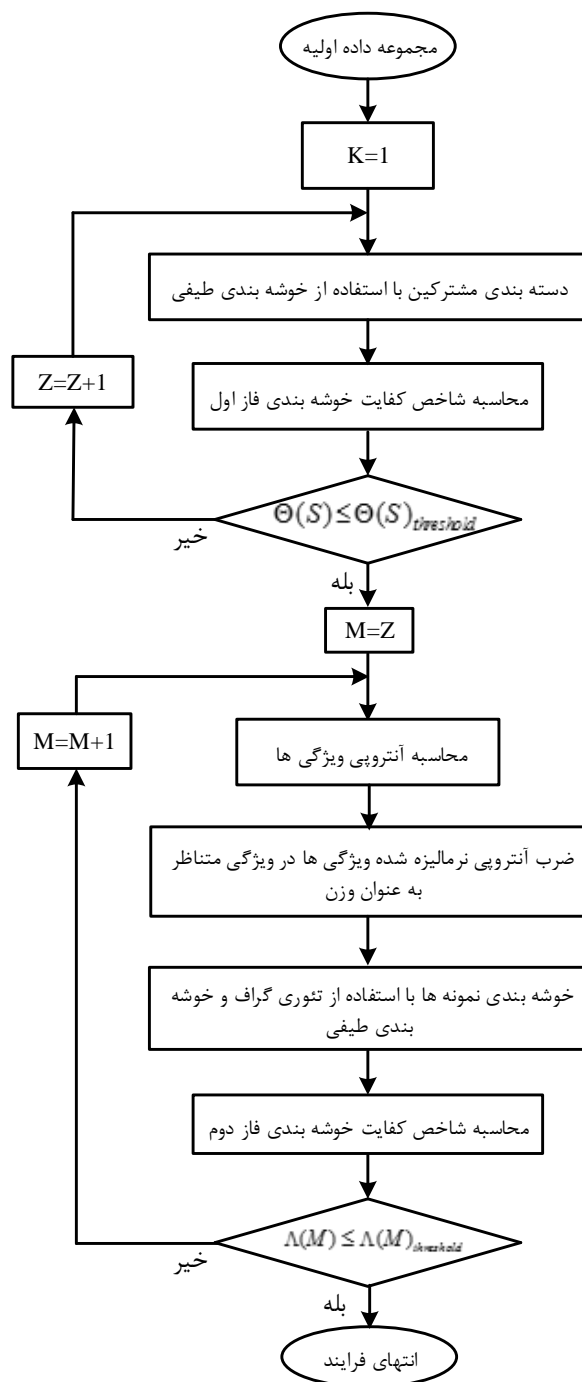 مجموعه داده اولیه
K=1
دسته بندی مشترکین با استفاده از خوشه بندی طیفی
Z=Z+1
محاسبه شاخص کفایت خوشه بندی فاز اول
Θ(S)≤Θ(S)threshold
خیر
بله
M=Z
M=M+1
محاسبه آنتروپی ویژگی ها
ضرب آنتروپی نرمالیزه شده ویژگی ها در ویژگی متناظر
به عنوان وزن
خوشه بندی نمونه ها با استفاده از تئوری گراف و خوشه
بندی طیفی
محاسبه شاخص کفایت خوشه بندی فاز دوم
Λ(M)≤Λ(M)threshold
خیر
بله
انتهای فرایند